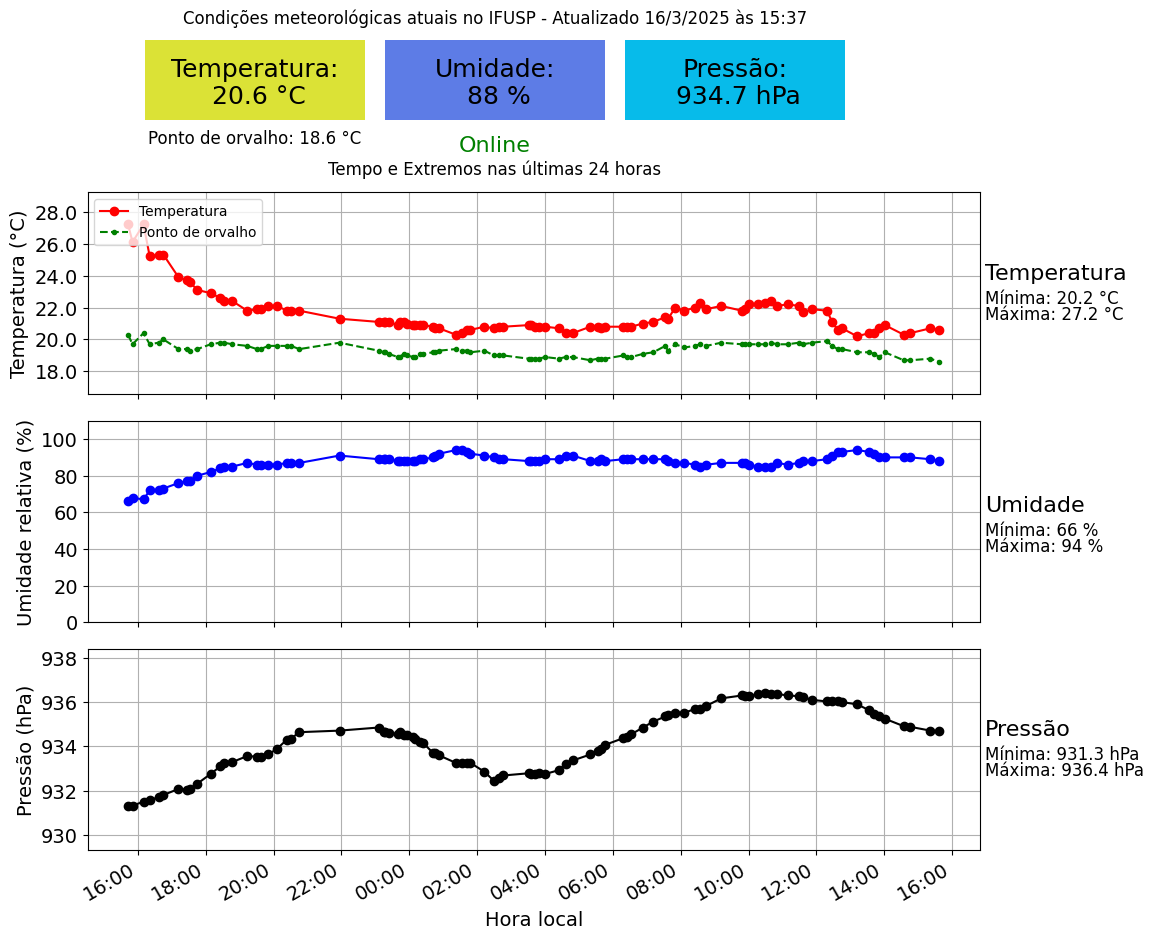 Condições meteorológicas atuais no IFUSP - Atualizado 16/3/2025 às 15:37
Temperatura:
20.6 °C
Umidade:
88 %
Pressão:
934.7 hPa
Ponto de orvalho: 18.6 °C
Online
Tempo e Extremos nas últimas 24 horas
Temperatura (°C)
28.0
26.0
24.0
22.0
20.0
18.0
Temperatura
Ponto de orvalho
Temperatura
Mínima: 20.2 °C
Máxima: 27.2 °C
Umidade relativa (%)
100
80
60
40
20
0
Umidade
Mínima: 66 %
Máxima: 94 %
Pressão (hPa)
938
936
934
932
930
Pressão
Mínima: 931.3 hPa
Máxima: 936.4 hPa
16:00 18:00 20:00 22:00 00:00 02:00 04:00 06:00 08:00 10:00 12:00 14:00 16:00
Hora local